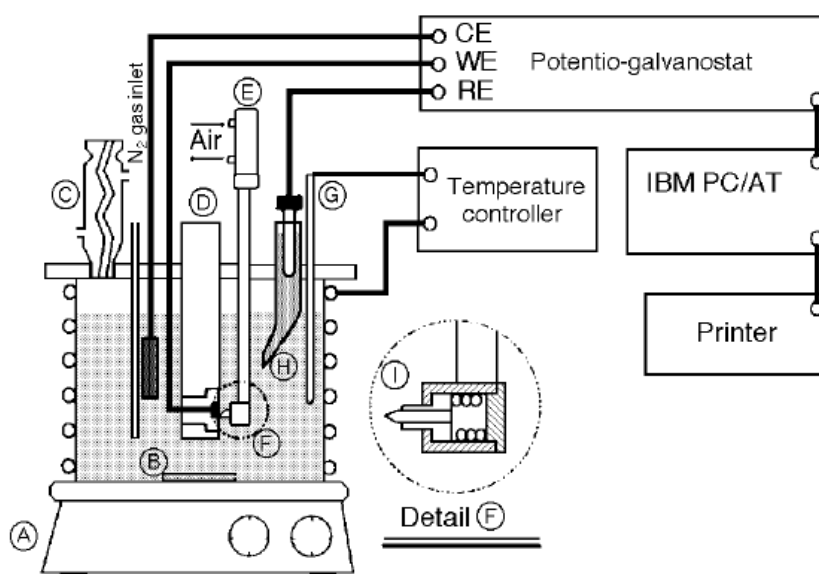 CE
WE
RE
Potentio-galvanostat
N₂ gas inlet
E
Air
C
D
G
Temperature
controller
IBM PC/AT
Printer
H
I
F
B
A
Detail F